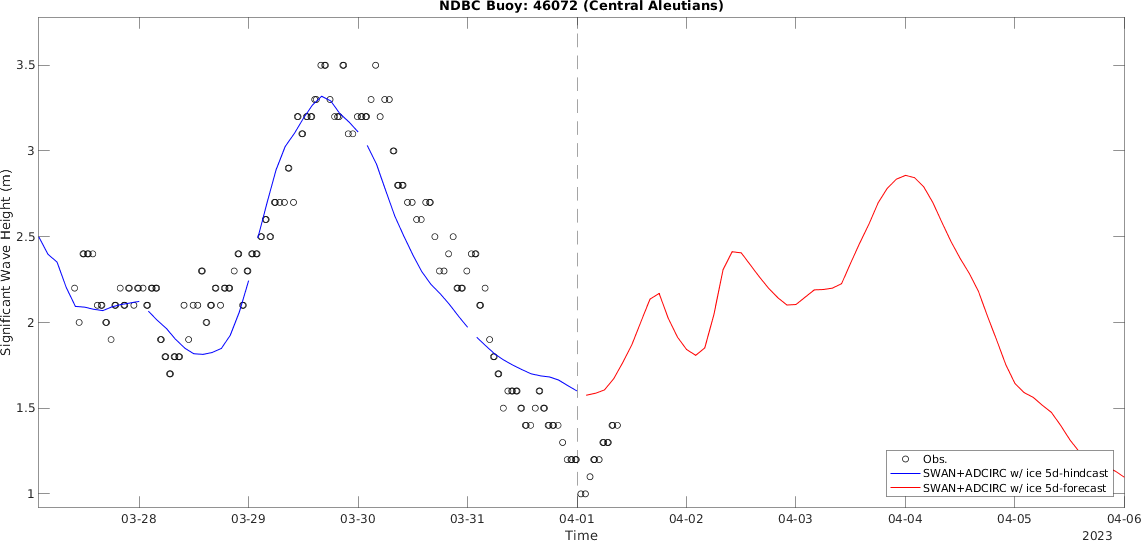 NDBC Buoy: 46072 (Central Aleutians)
Significant Wave Height (m)
3.5
3
2.5
2
1.5
1
Obs.
SWAN+ADCIRC w/ ice 5d-hindcast
SWAN+ADCIRC w/ ice 5d-forecast
03-28 03-29 03-30 03-31 04-01 04-02 04-03 04-04 04-05 04-06
Time
2023